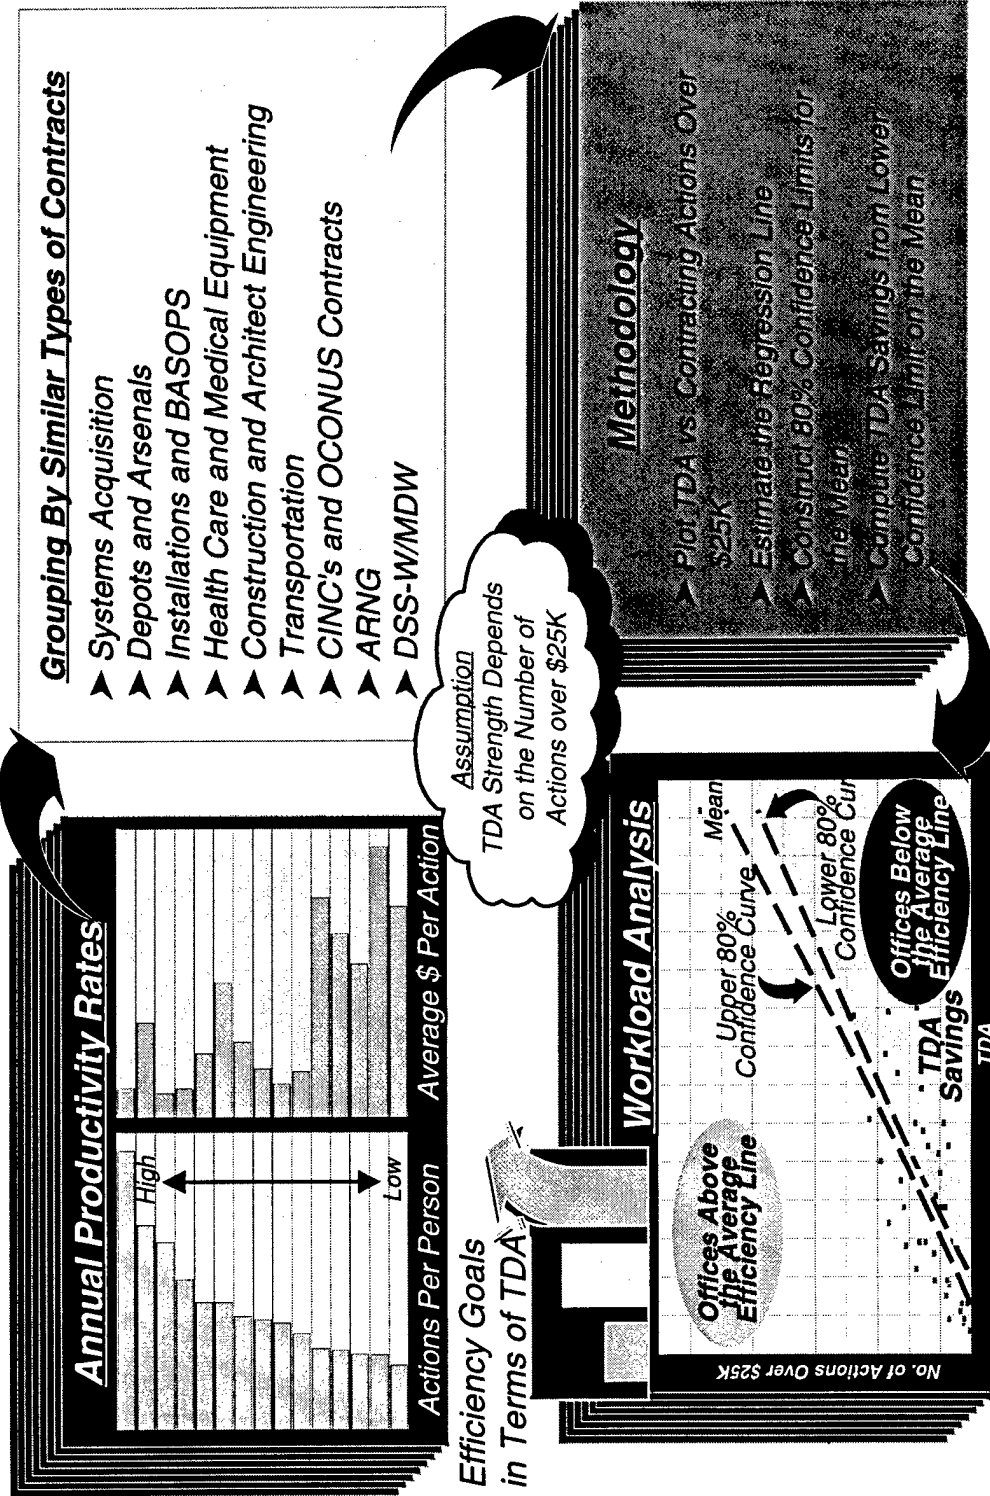 Annual Productivity Rates
High
Low
Actions Per Person
Average $ Per Action
Grouping By Similar Types of Contracts
Systems Acquisition
Depots and Arsenals
Installations and BASOPS
Health Care and Medical Equipment
Construction and Architect Engineering
Transportation
CINC's and OCONUS Contracts
ARNG
DSS-W/MDW
Assumption
TDA Strength Depends
on the Number of
Actions over $25K
Efficiency Goals
in Terms of TDA
Workload Analysis
Offices Above
the Average
Efficiency Line
Upper 80%
Confidence Curve
Mean
Lower 80%
Confidence Cur
Offices Below
the Average
Efficiency Line
TDA
Savings
No. of Actions Over $25K
TDA
Methodology
Plot TDA vs Contracting Actions Over
$25K
Estimate the Regression Line
Construct 80% Confidence Limits for
the Mean
Compute TDA Savings from Lower
Confidence Limit on the Mean